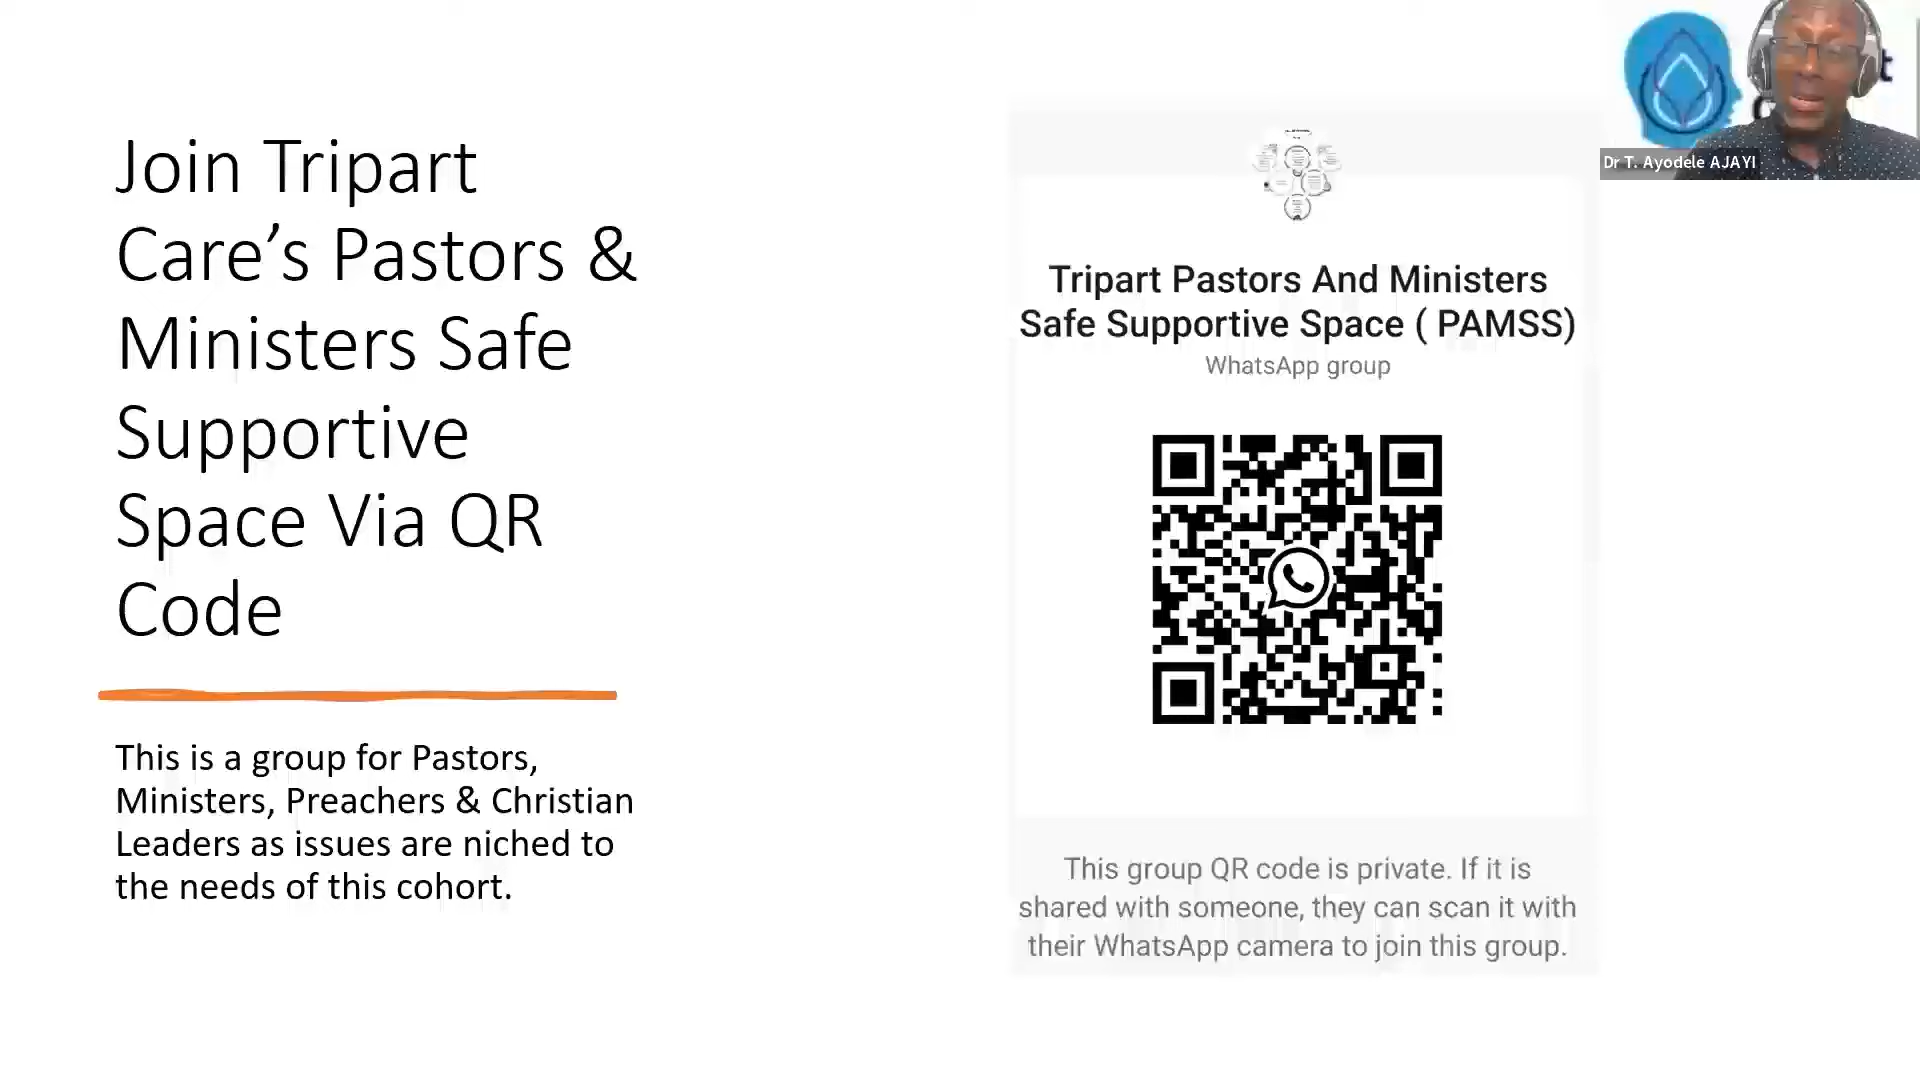 Join Tripart
Care’s Pastors &
Ministers Safe
Supportive
Space Via QR
Code
This is a group for Pastors,
Ministers, Preachers & Christian
Leaders as issues are niched to
the needs of this cohort.
Tripart Pastors And Ministers
Safe Supportive Space ( PAMSS)
WhatsApp group
This group QR code is private. If it is
shared with someone, they can scan it with
their WhatsApp camera to join this group.
Dr T. Ayodele AJAYI